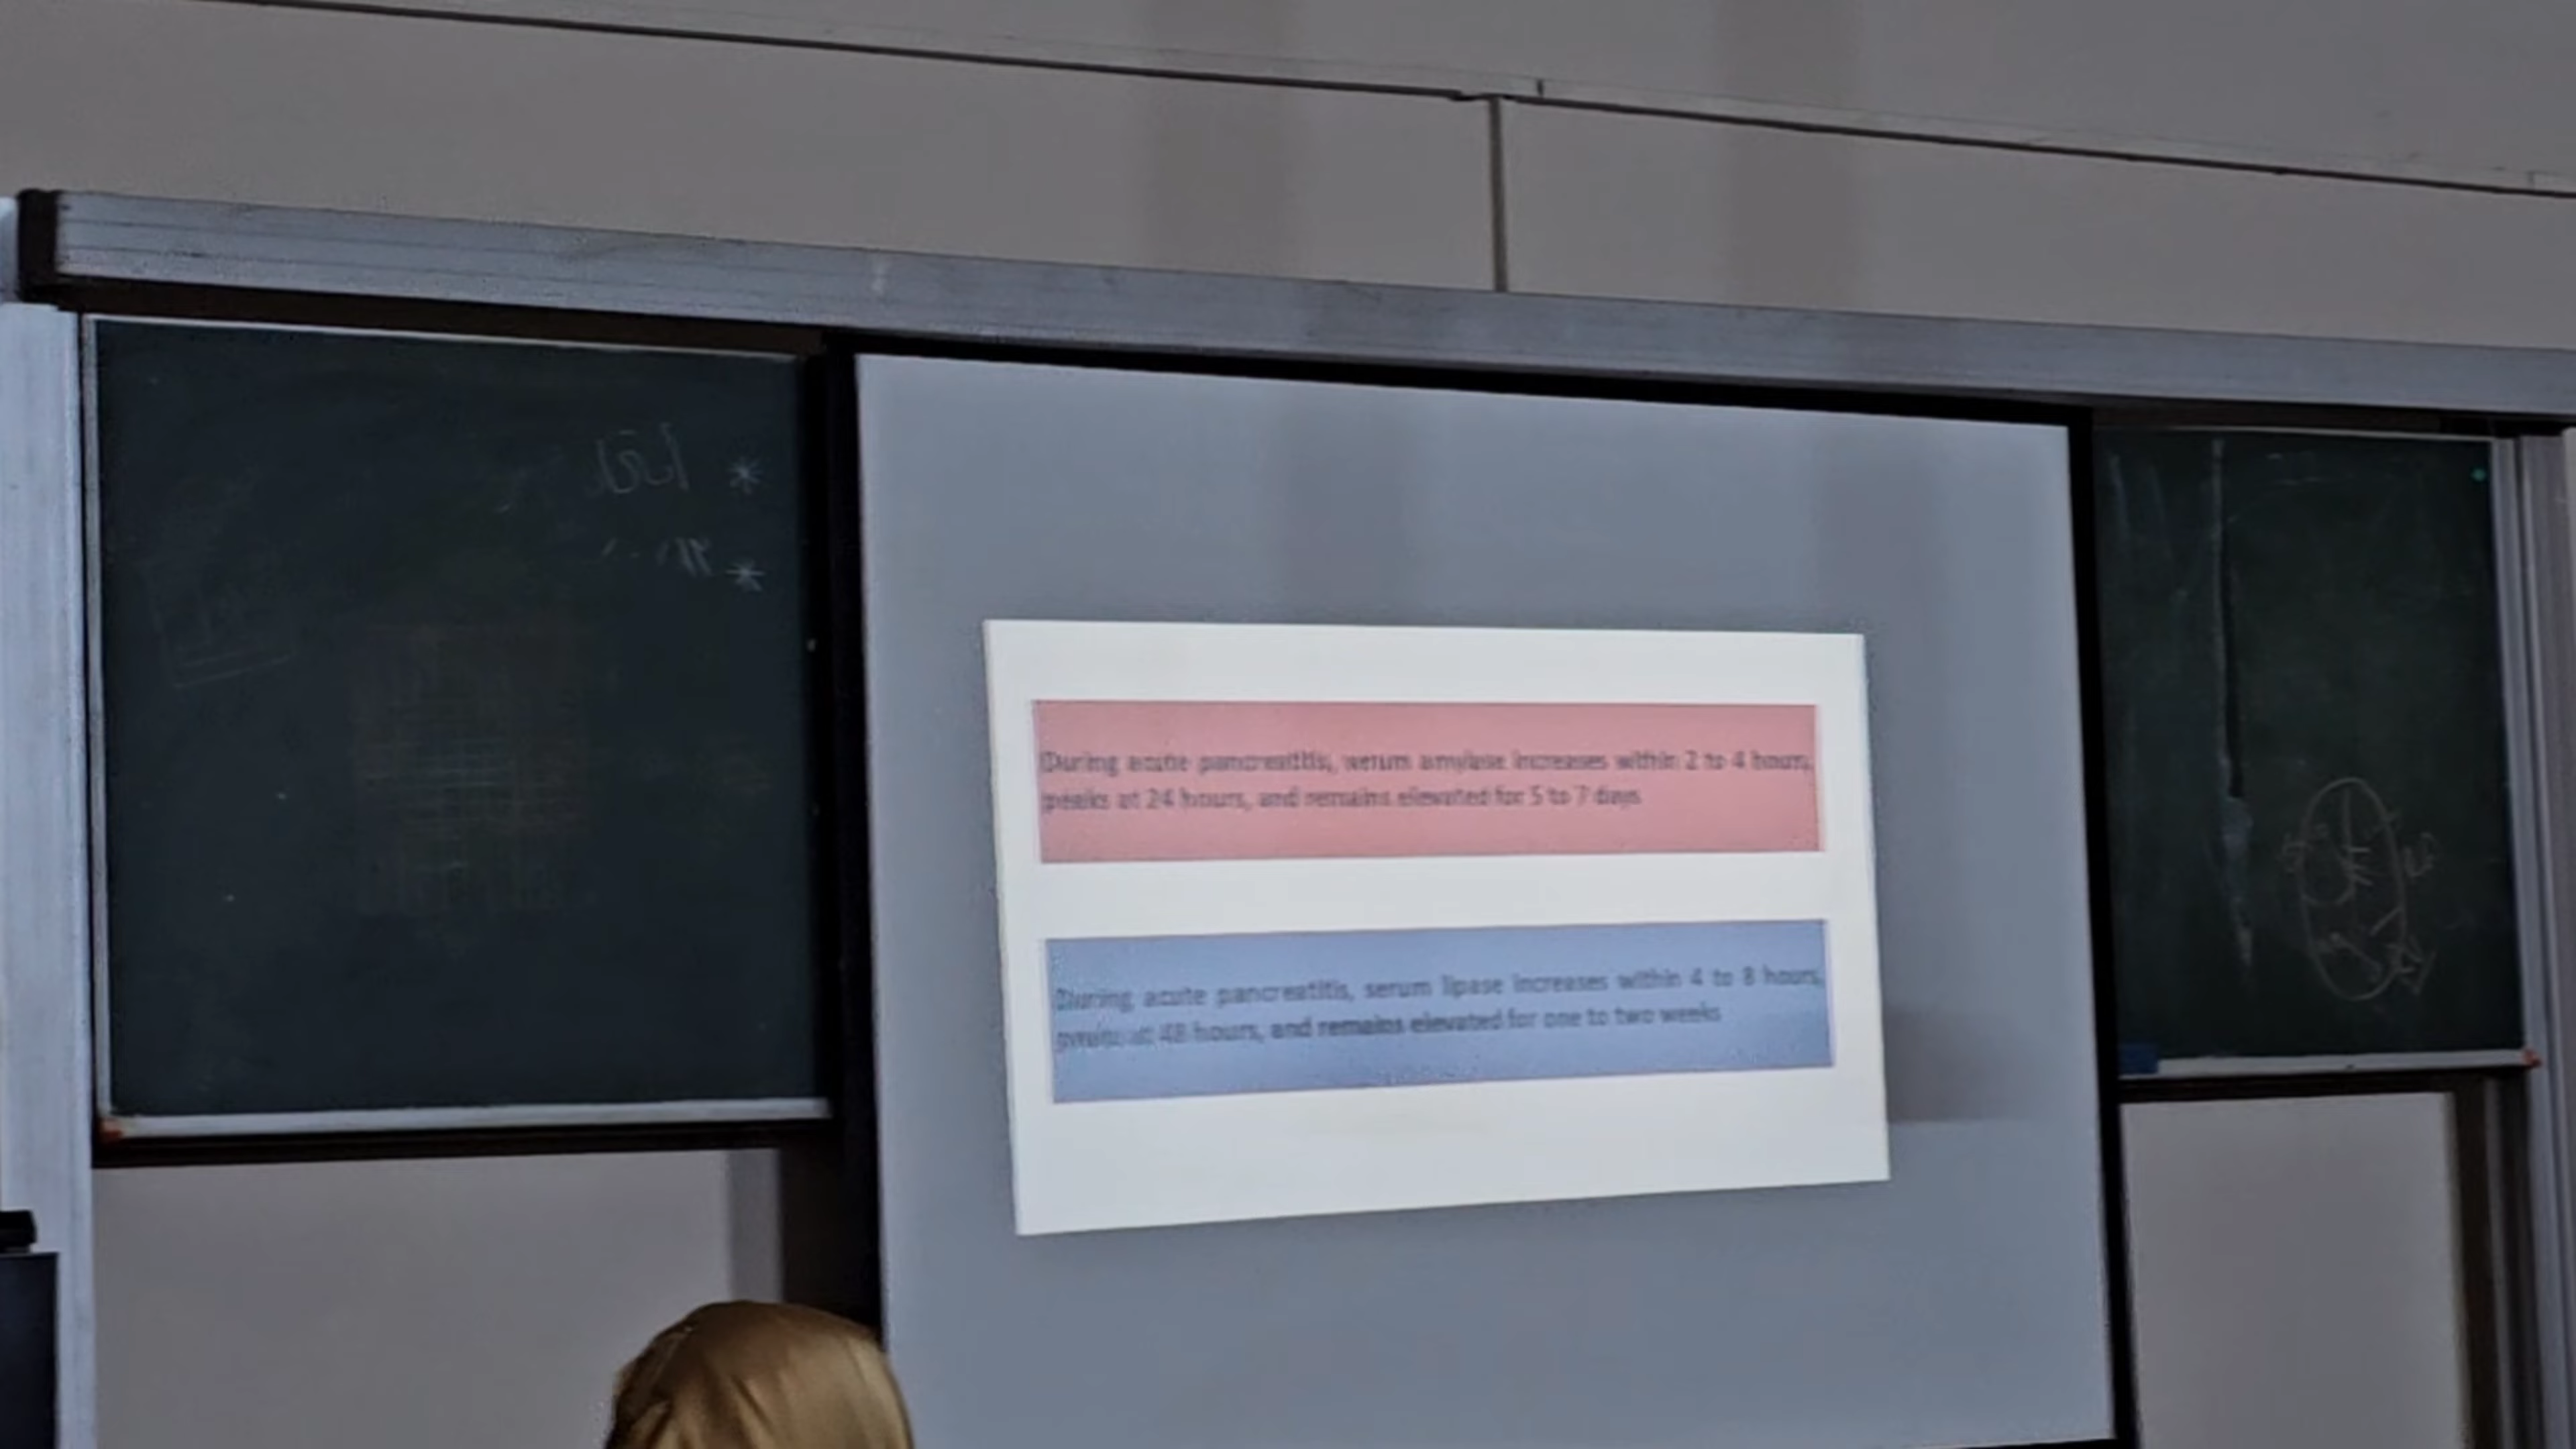 During acute pancreatitis, serum amylase increases within 2 to 4 hours,
peaks at 24 hours, and remains elevated for 5 to 7 days
During acute pancreatitis, serum lipase increases within 4 to 8 hours,
peaks at 48 hours, and remains elevated for one to two weeks